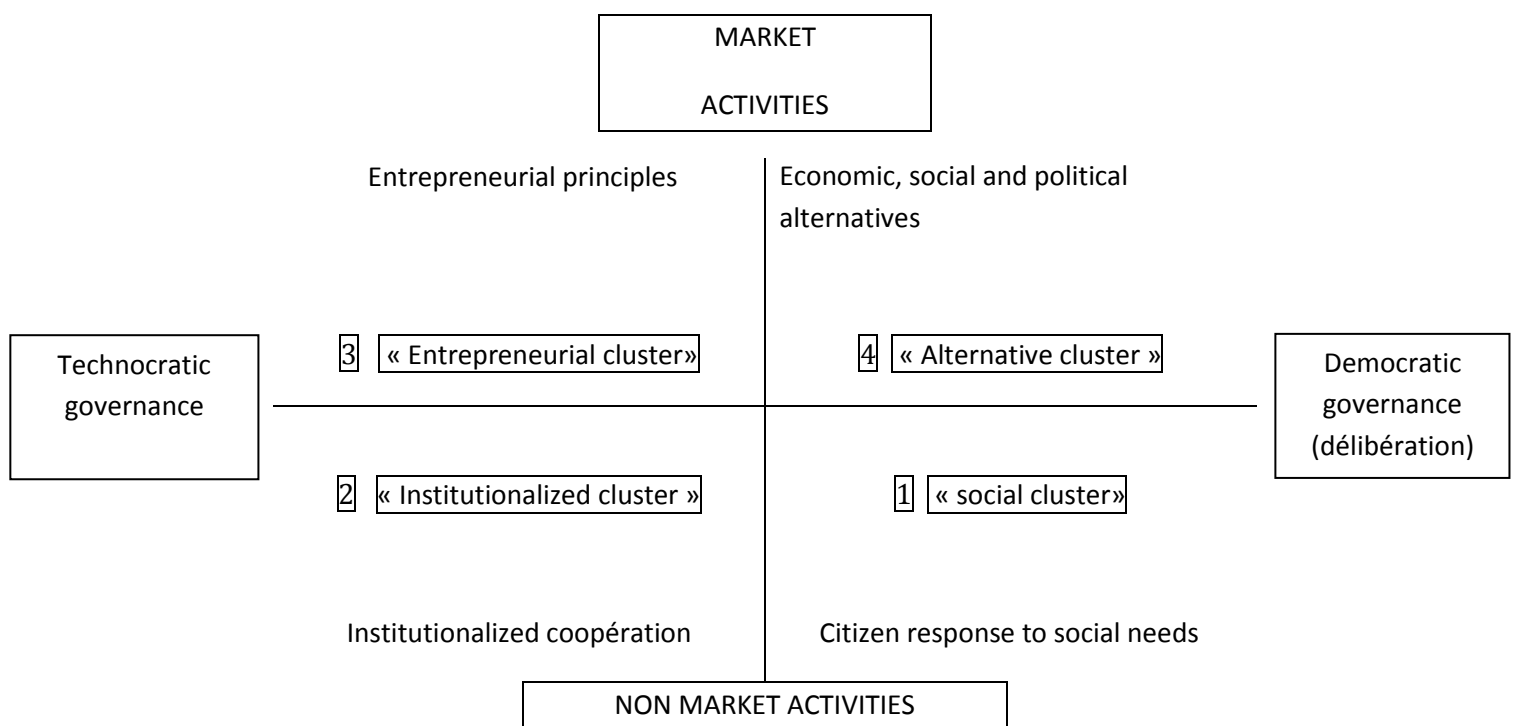 MARKET
ACTIVITIES
Entrepreneurial principles
Economic, social and political
alternatives
Technocratic
governance
3 « Entrepreneurial cluster»
4 « Alternative cluster »
Democratic
governance
(délibération)
2 « Institutionalized cluster »
1 « social cluster»
Institutionalized coopération
Citizen response to social needs
NON MARKET ACTIVITIES